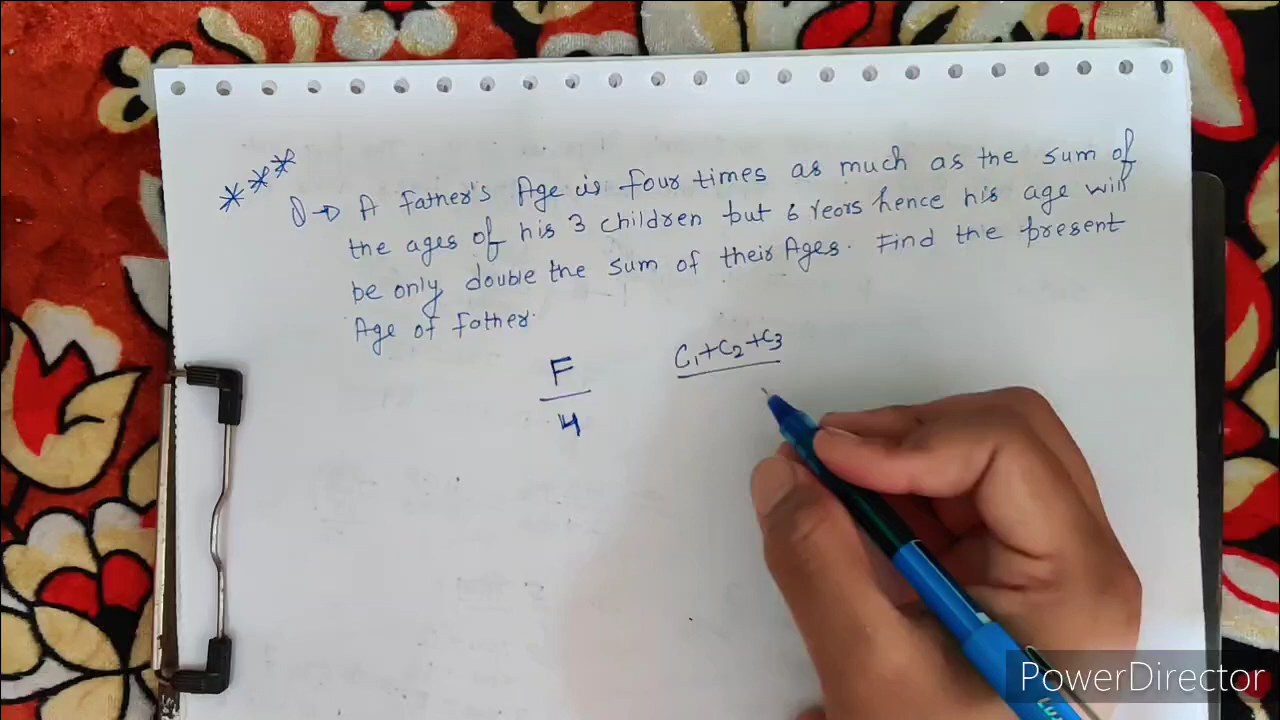 ***
Q→ A Father's Age is four times as much as the sum of
the ages of his 3 children but 6 Years hence his age will
be only double the sum of their Ages. Find the present
Age of Father.
F C₁+C₂+C₃
4
PowerDirector